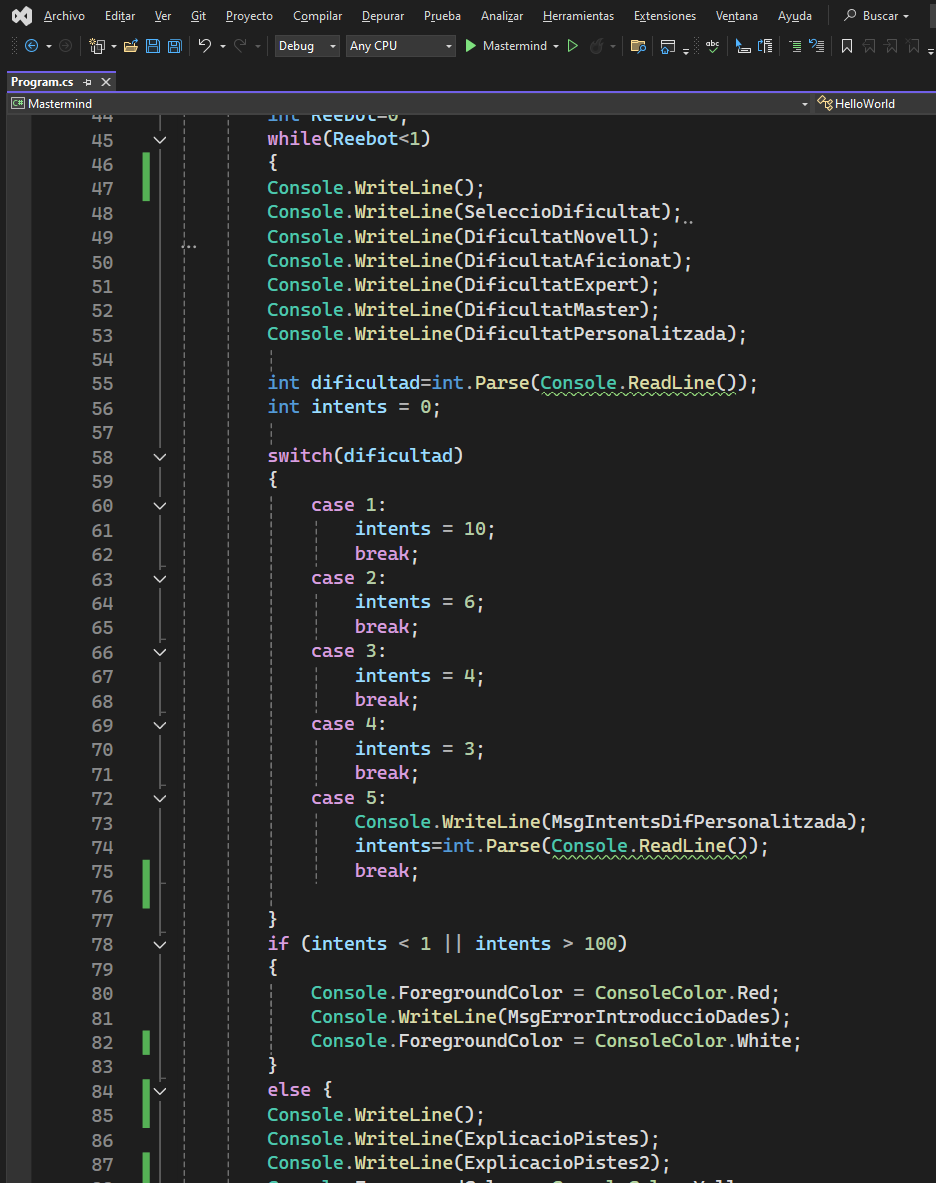 Archivo Editar Ver Git Proyecto Compilar Depurar Prueba Analizar Herramientas Extensiones Ventana Ayuda Buscar
Debug Any CPU Mastermind abc
Program.cs
C# Mastermind HelloWorld
44 int Reebot=0;
45 while(Reebot<1)
46 {
47 Console.WriteLine();
48 Console.WriteLine(SeleccioDificultat);
49 Console.WriteLine(DificultatNovell);
50 Console.WriteLine(DificultatAficionat);
51 Console.WriteLine(DificultatExpert);
52 Console.WriteLine(DificultatMaster);
53 Console.WriteLine(DificultatPersonalitzada);
54
55 int dificultad=int.Parse(Console.ReadLine());
56 int intents = 0;
57
58 switch(dificultad)
59 {
60 case 1:
61 intents = 10;
62 break;
63 case 2:
64 intents = 6;
65 break;
66 case 3:
67 intents = 4;
68 break;
69 case 4:
70 intents = 3;
71 break;
72 case 5:
73 Console.WriteLine(MsgIntentsDifPersonalitzada);
74 intents=int.Parse(Console.ReadLine());
75 break;
76
77 }
78 if (intents < 1 || intents > 100)
79 {
80 Console.ForegroundColor = ConsoleColor.Red;
81 Console.WriteLine(MsgErrorIntroduccioDades);
82 Console.ForegroundColor = ConsoleColor.White;
83 }
84 else {
85 Console.WriteLine();
86 Console.WriteLine(ExplicacioPistes);
87 Console.WriteLine(ExplicacioPistes2);